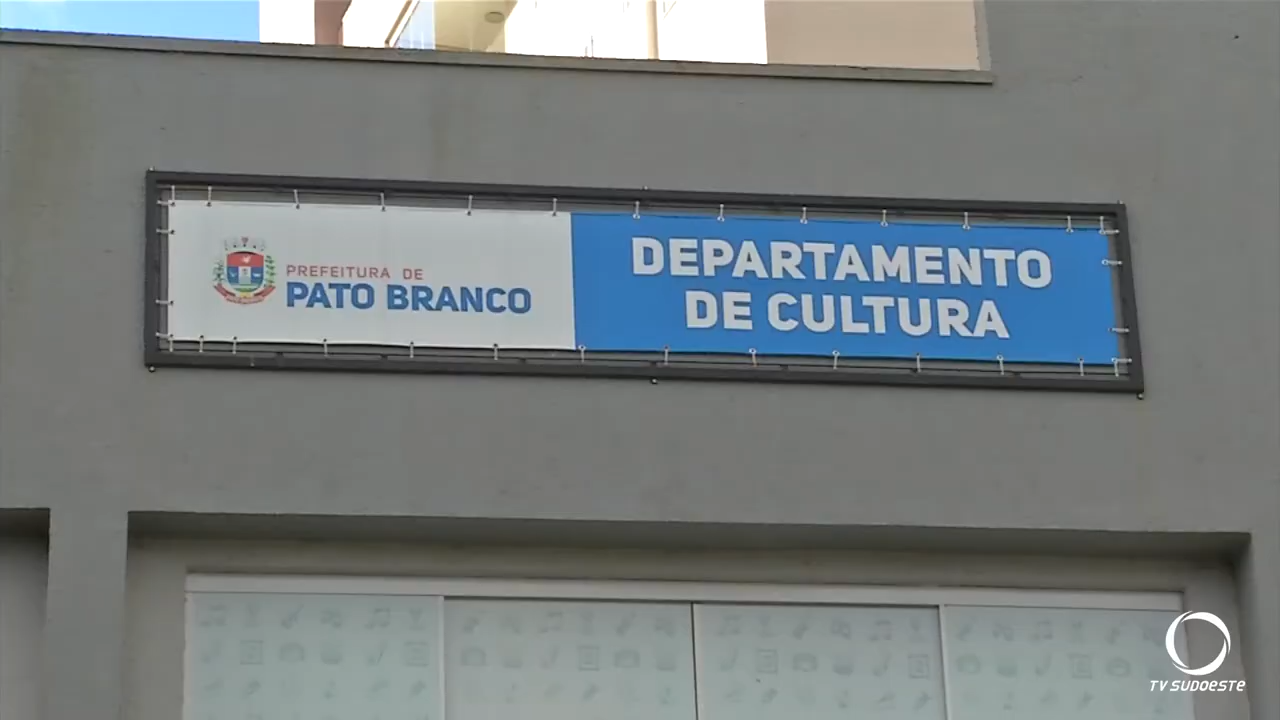 PREFEITURA DE
PATO BRANCO
DEPARTAMENTO
DE CULTURA
TV SUDOESTE